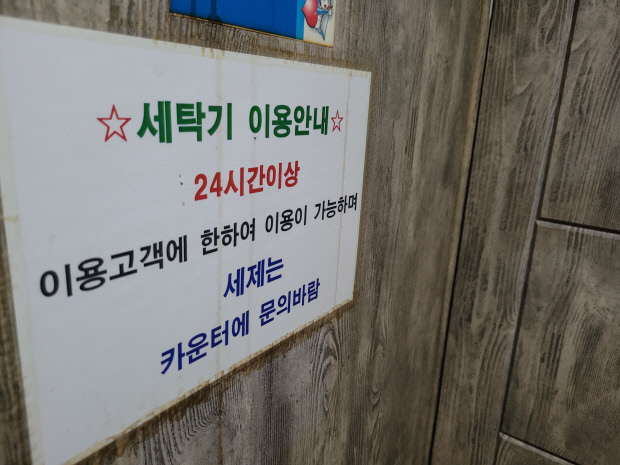 ☆세탁기 이용안내☆
24시간이상
이용고객에 한하여 이용이 가능하며
세제는
카운터에 문의바람